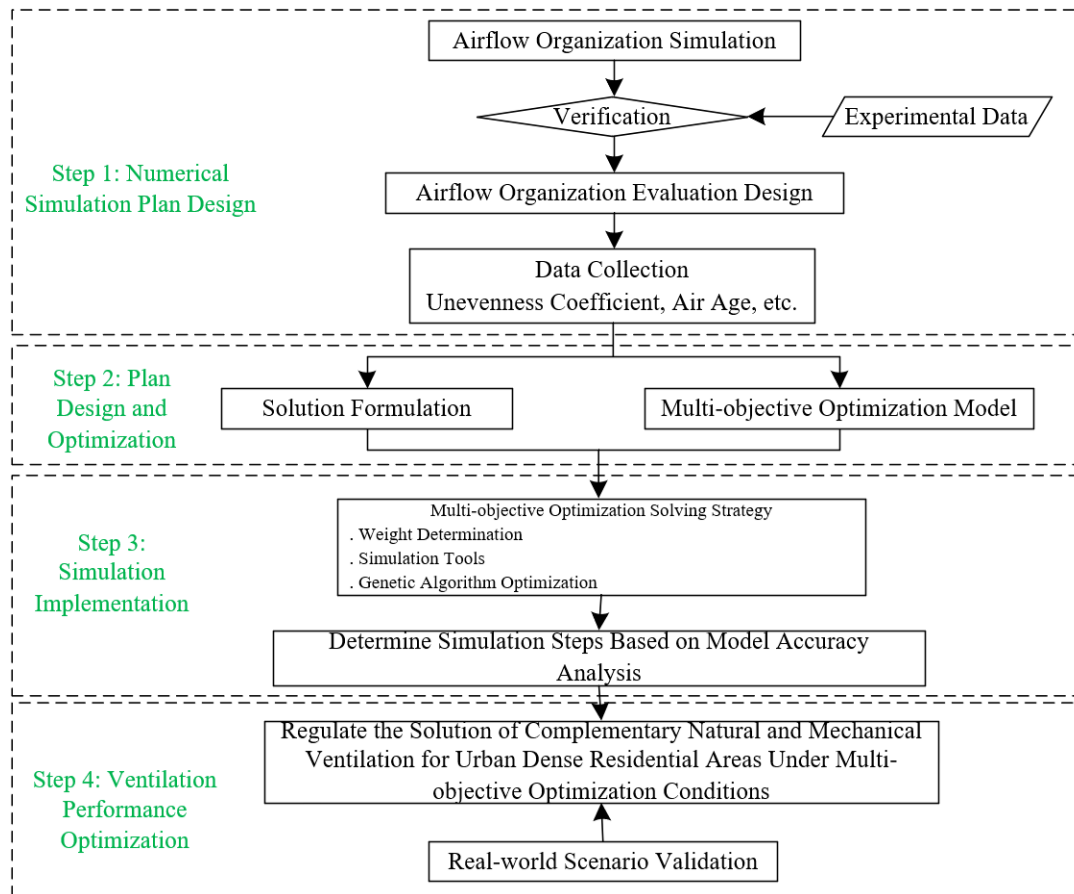 Airflow Organization Simulation
Verification
Experimental Data
Step 1: Numerical
Simulation Plan Design
Airflow Organization Evaluation Design
Data Collection
Unevenness Coefficient, Air Age, etc.
Step 2: Plan
Design and
Optimization
Solution Formulation
Multi-objective Optimization Model
Step 3:
Simulation
Implementation
Multi-objective Optimization Solving Strategy
. Weight Determination
. Simulation Tools
. Genetic Algorithm Optimization
Determine Simulation Steps Based on Model Accuracy
Analysis
Step 4: Ventilation
Performance
Optimization
Regulate the Solution of Complementary Natural and Mechanical
Ventilation for Urban Dense Residential Areas Under Multi-
objective Optimization Conditions
Real-world Scenario Validation